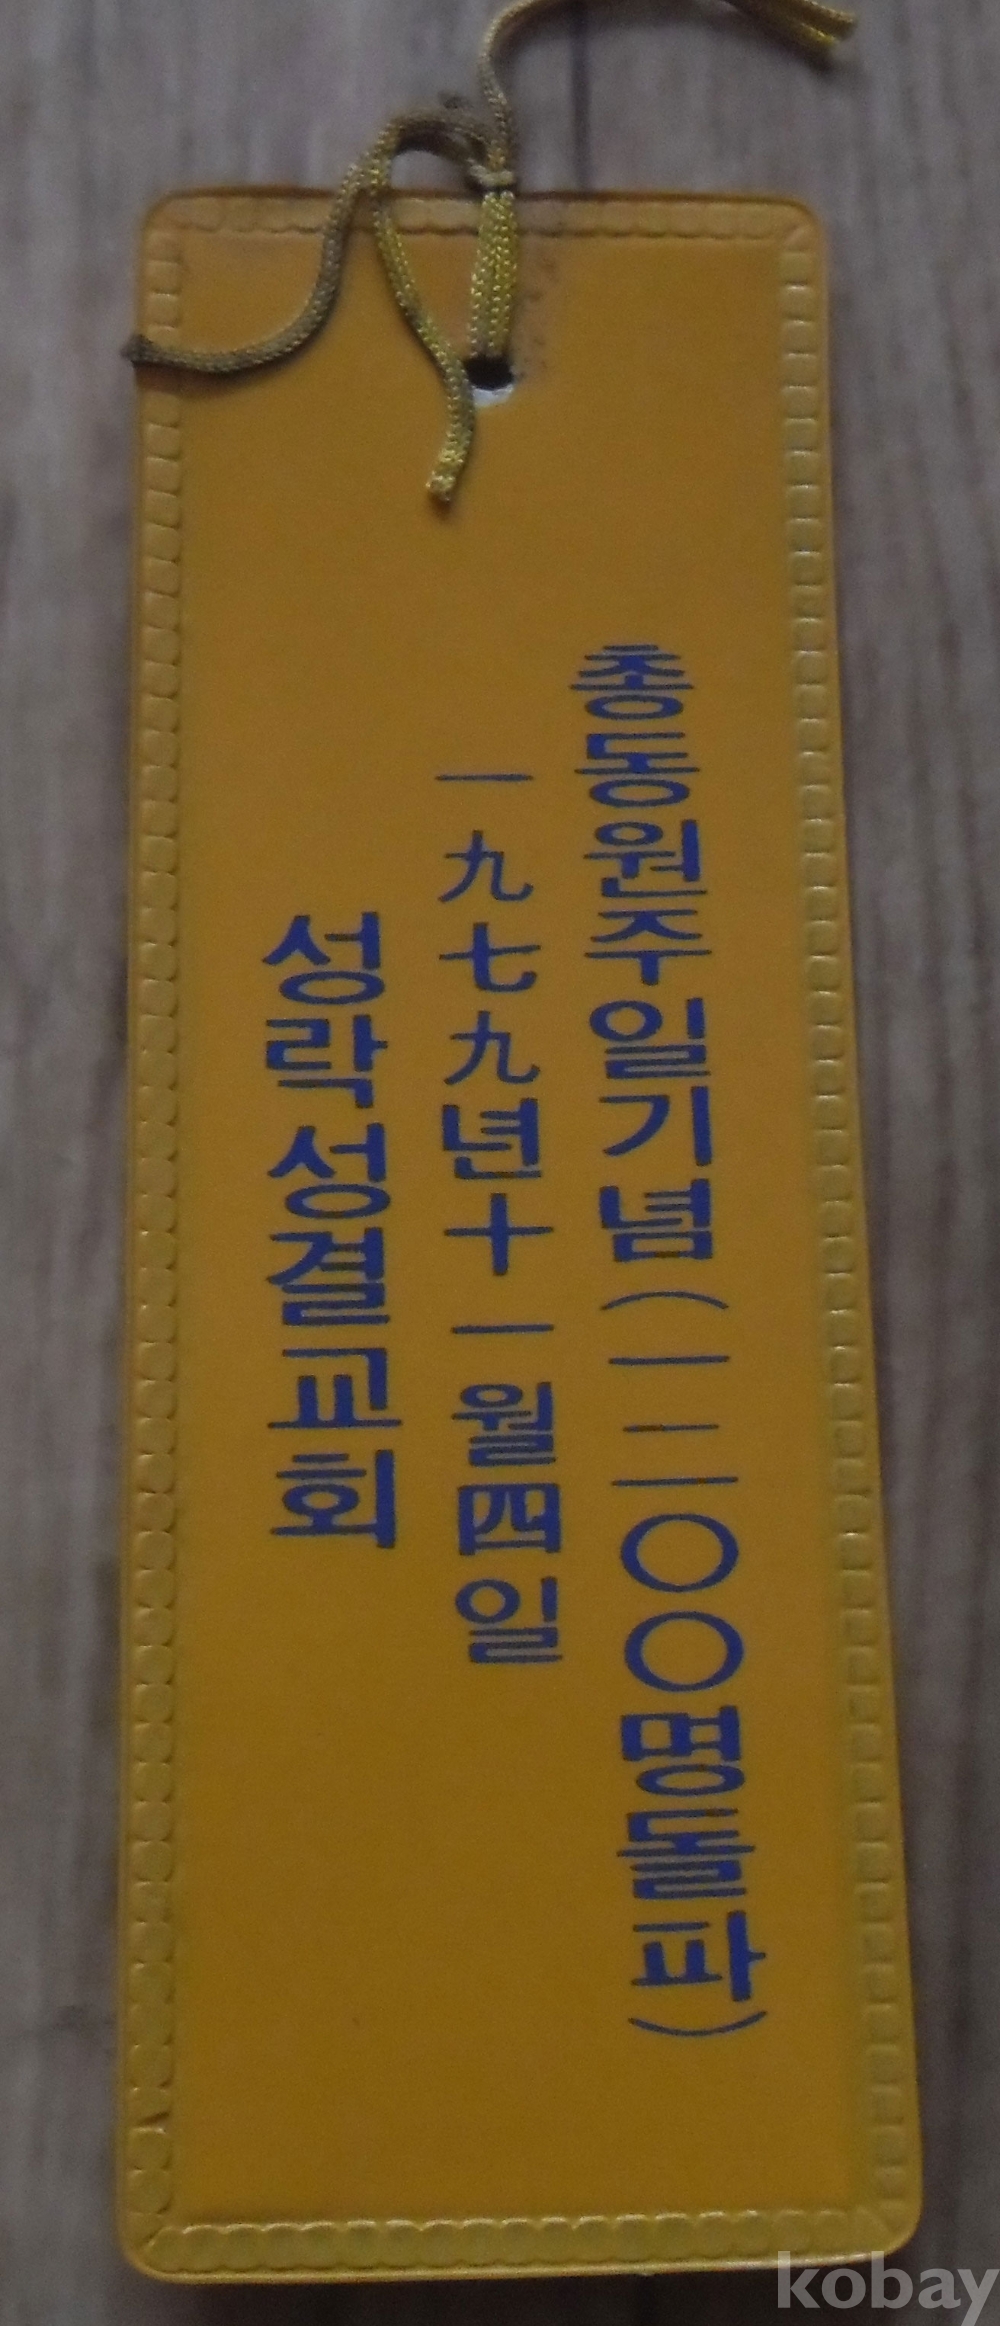 총동원주일기념(一二〇〇명돌파)
一九七九년十一월四일
성락성결교회
kobay